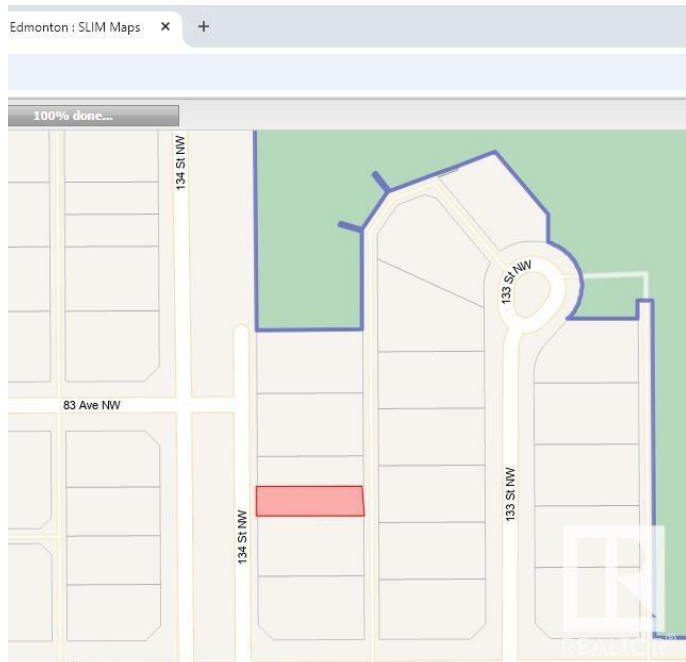 Edmonton : SLIM Maps × +
100% done...
134 St NW
133 St NW
83 Ave NW
134 St NW
133 St NW
REALTOR®